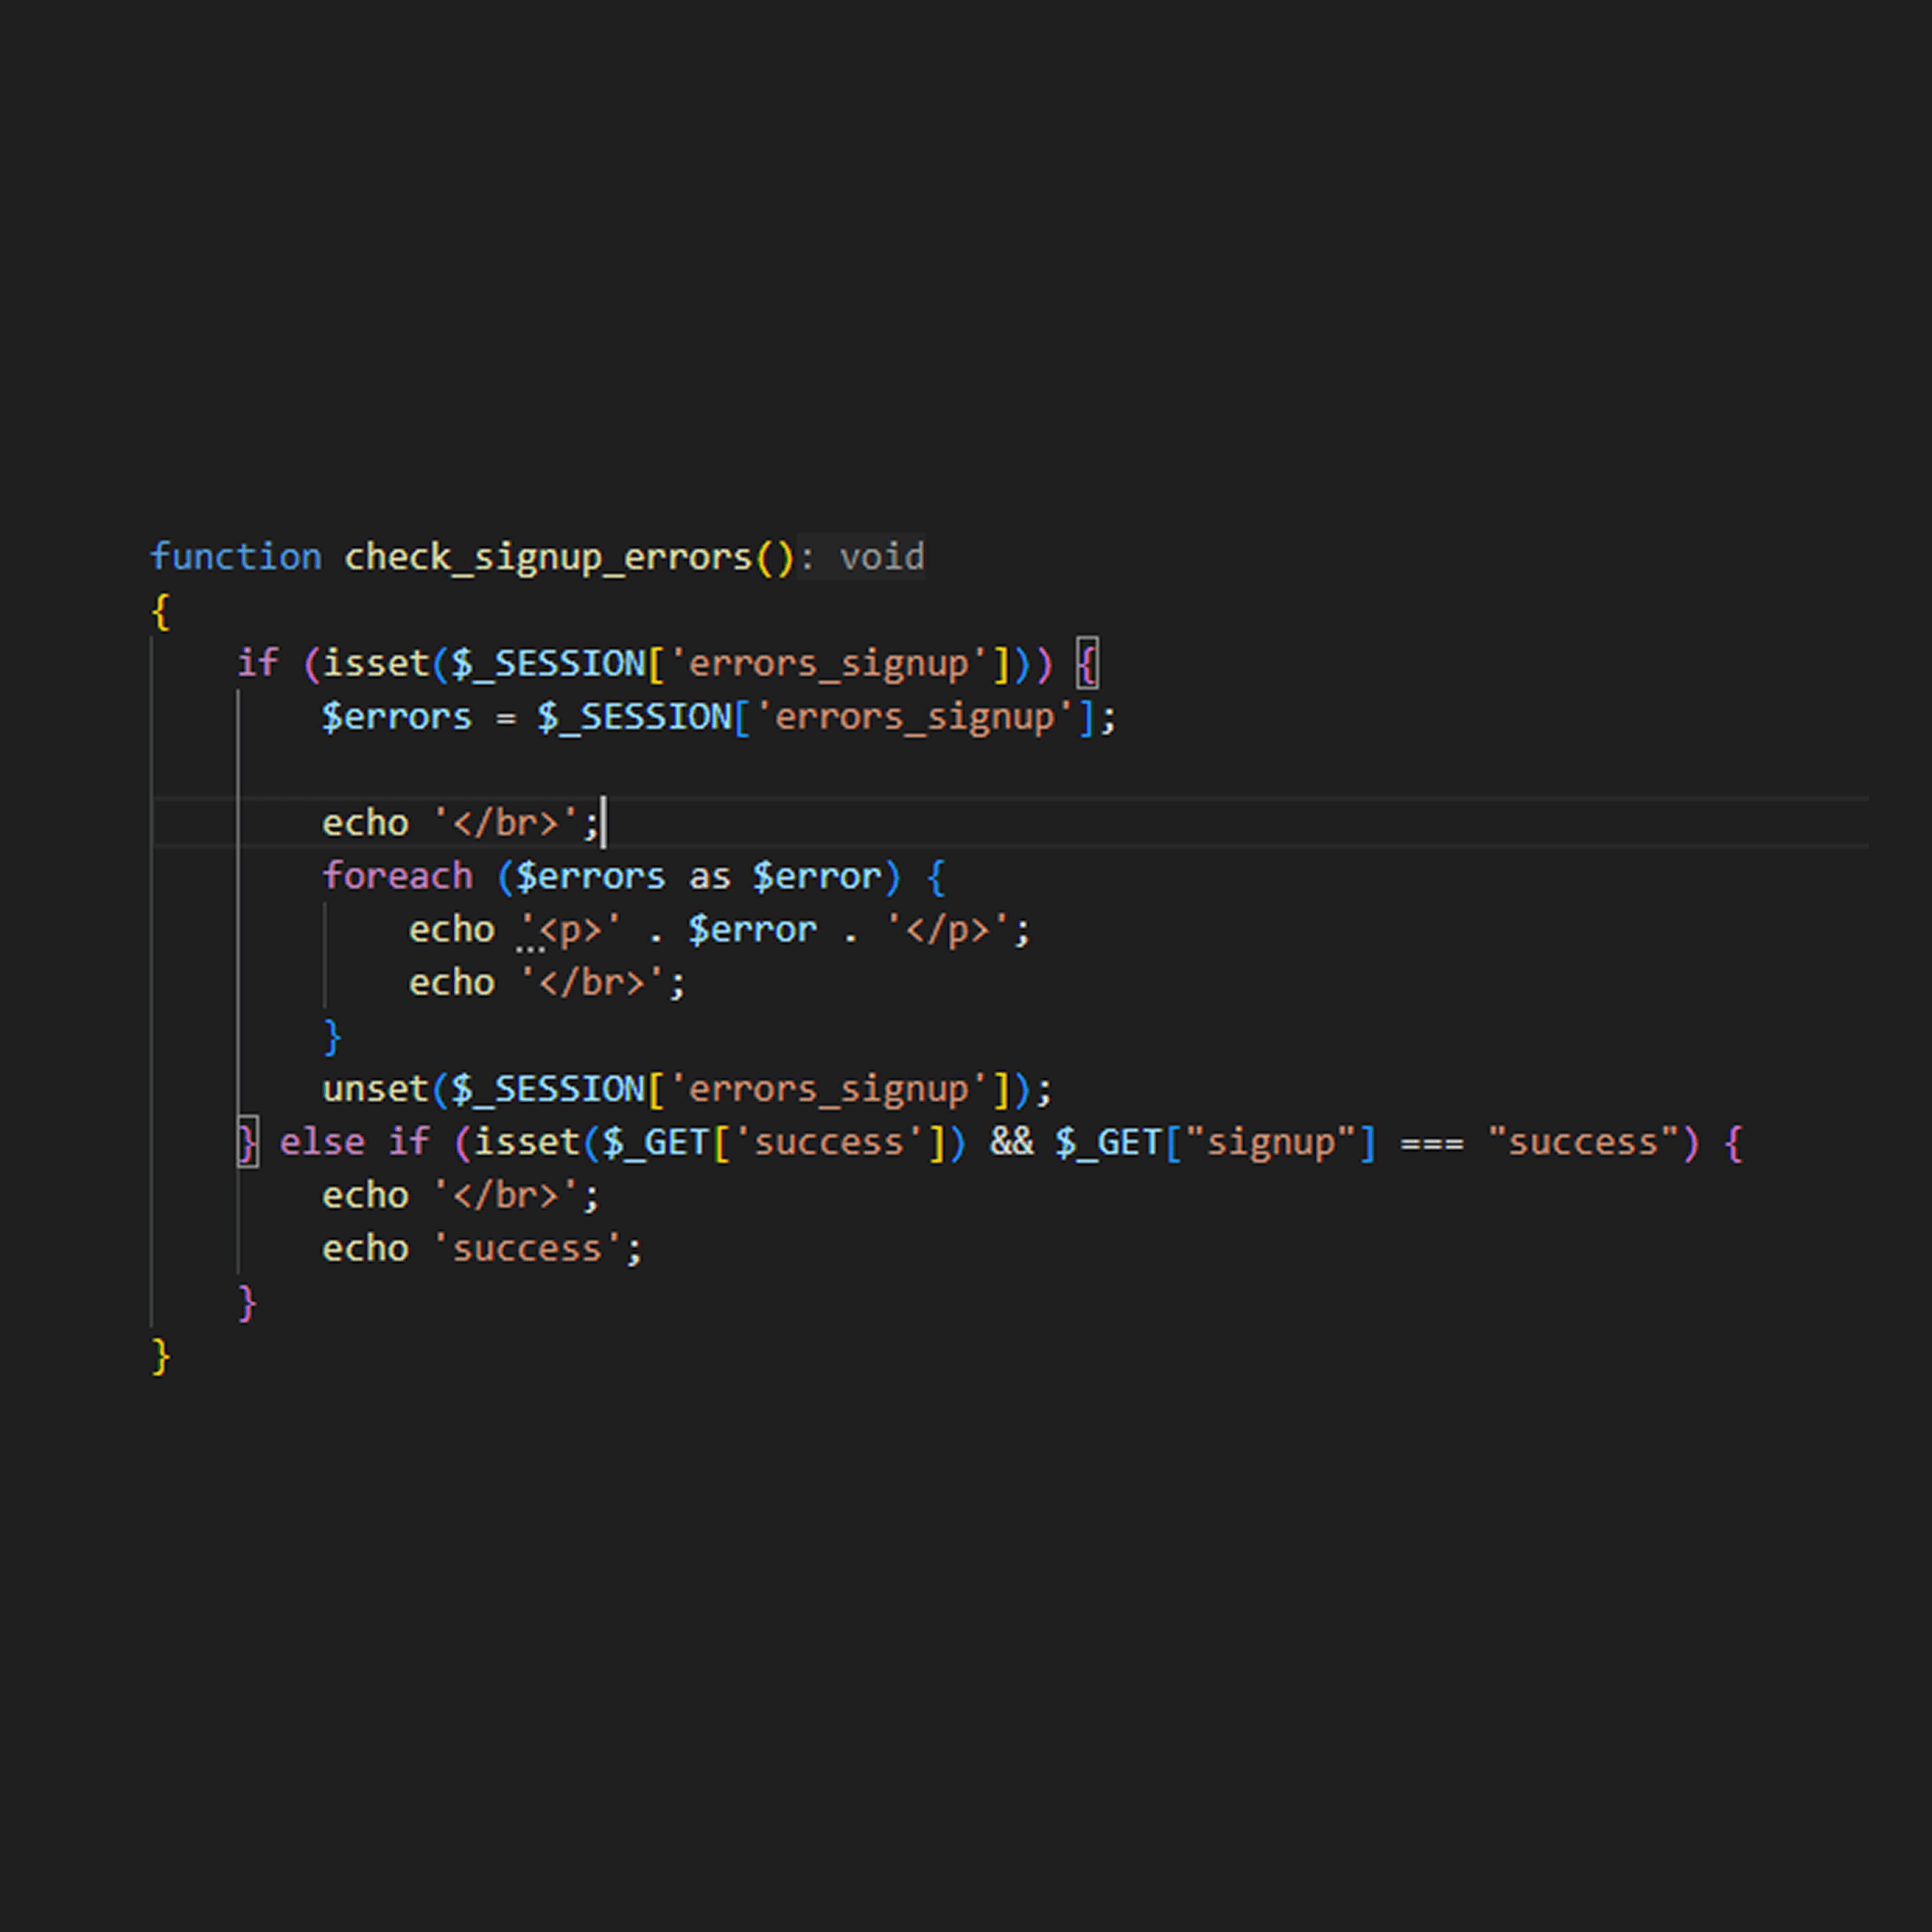 function check_signup_errors(): void
{
if (isset($_SESSION['errors_signup'])) {
$errors = $_SESSION['errors_signup'];
echo '</br>';
foreach ($errors as $error) {
echo '<p>' . $error . '</p>';
echo '</br>';
}
unset($_SESSION['errors_signup']);
} else if (isset($_GET['success']) && $_GET["signup"] === "success") {
echo '</br>';
echo 'success';
}
}